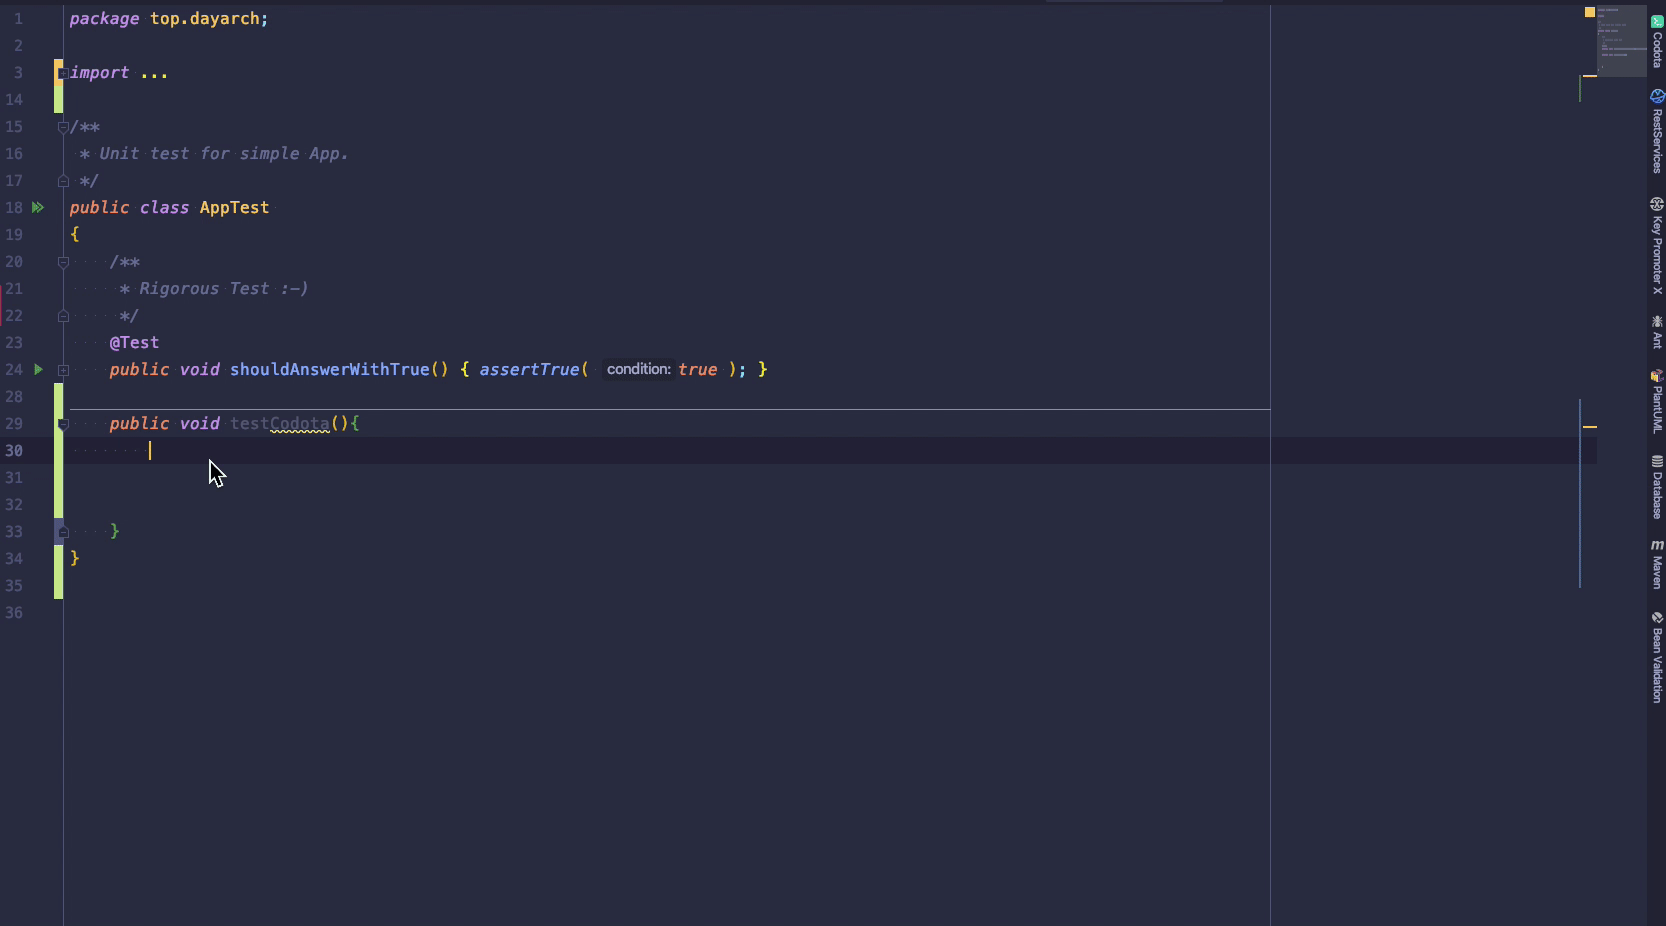 1 package top.dayarch;
2
3 import ...
14
15 /**
16 * Unit test for simple App.
17 */
18 public class AppTest
19 {
20 /**
21 * Rigorous Test :-)
22 */
23 @Test
24 public void shouldAnswerWithTrue() { assertTrue( condition: true ); }
28
29 public void testCodota(){
30
31
32
33 }
34 }
35
36
Codota
RestServices
Key Promoter X
Ant
PlantUML
Database
m Maven
Bean Validation